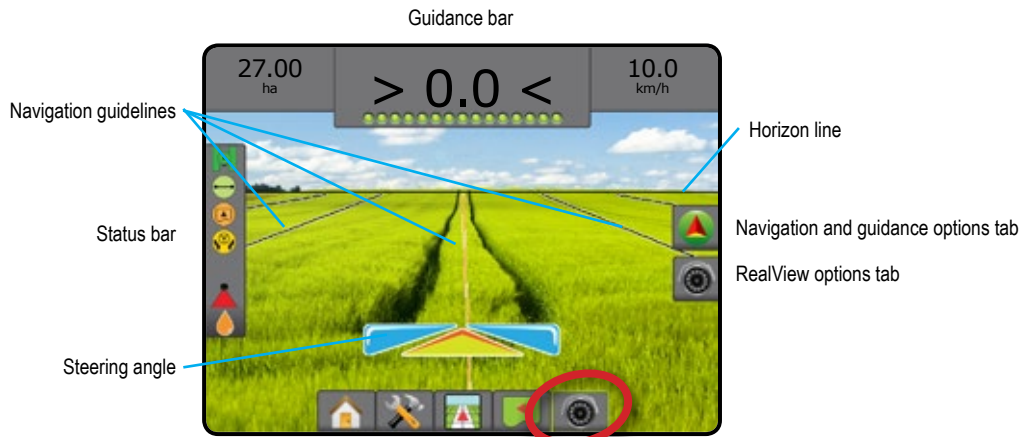 Guidance bar
27.00
ha
> 0.0 <
10.0
km/h
Navigation guidelines
Horizon line
Status bar
Navigation and guidance options tab
RealView options tab
Steering angle